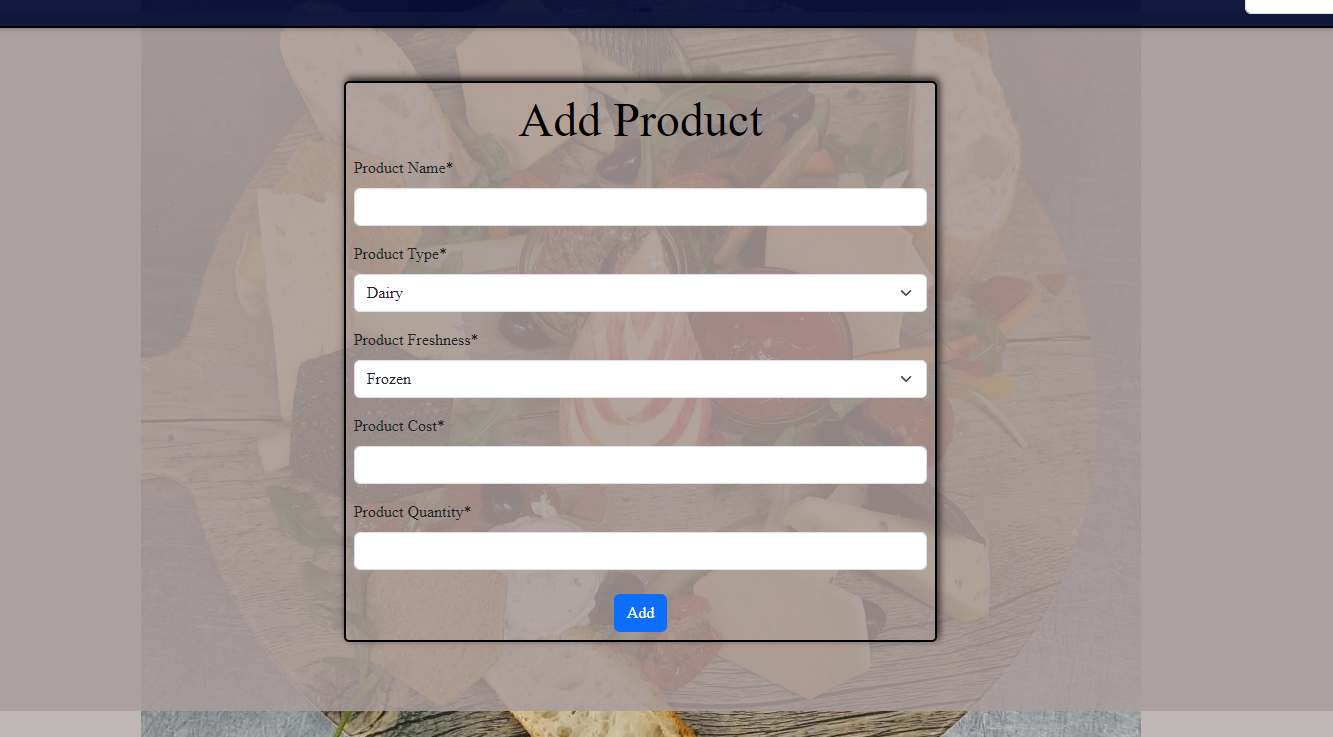 Add Product
Product Name*
Product Type*
Dairy
Product Freshness*
Frozen
Product Cost*
Product Quantity*
Add